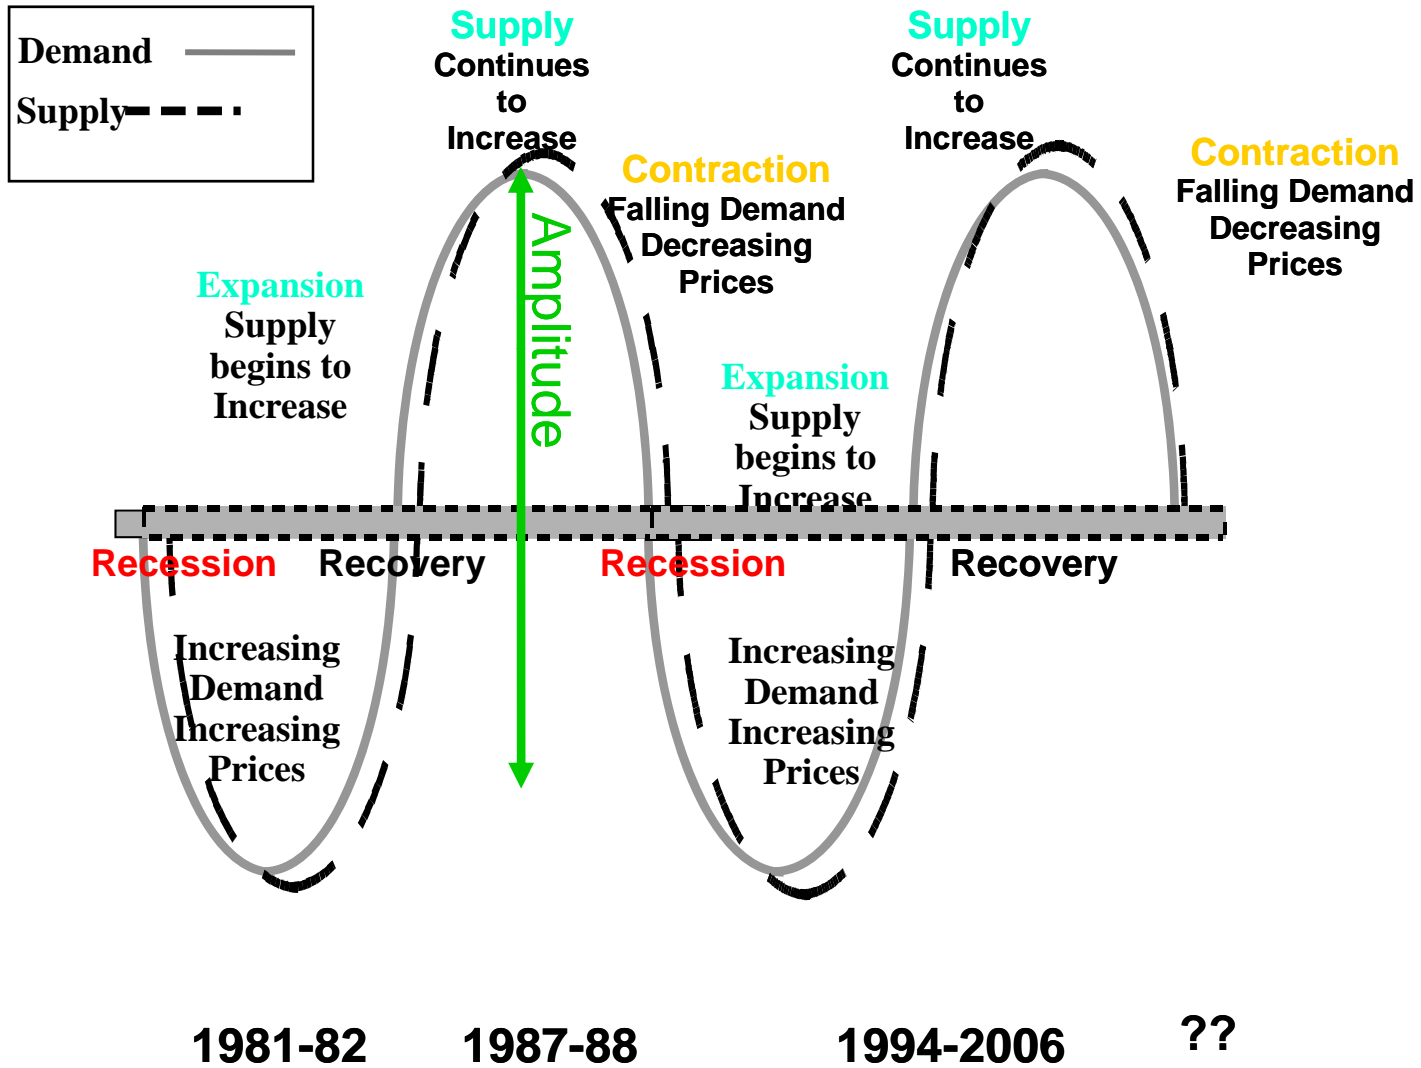 Demand
Supply
Supply
Continues
to
Increase
Contraction
Falling Demand
Decreasing
Prices
Supply
Continues
to
Increase
Contraction
Falling Demand
Decreasing
Prices
Amplitude
Expansion
Supply
begins to
Increase
Expansion
Supply
begins to
Increase
Recession
Recovery
Recession
Recovery
Increasing
Demand
Increasing
Prices
Increasing
Demand
Increasing
Prices
1981-82
1987-88
1994-2006
??